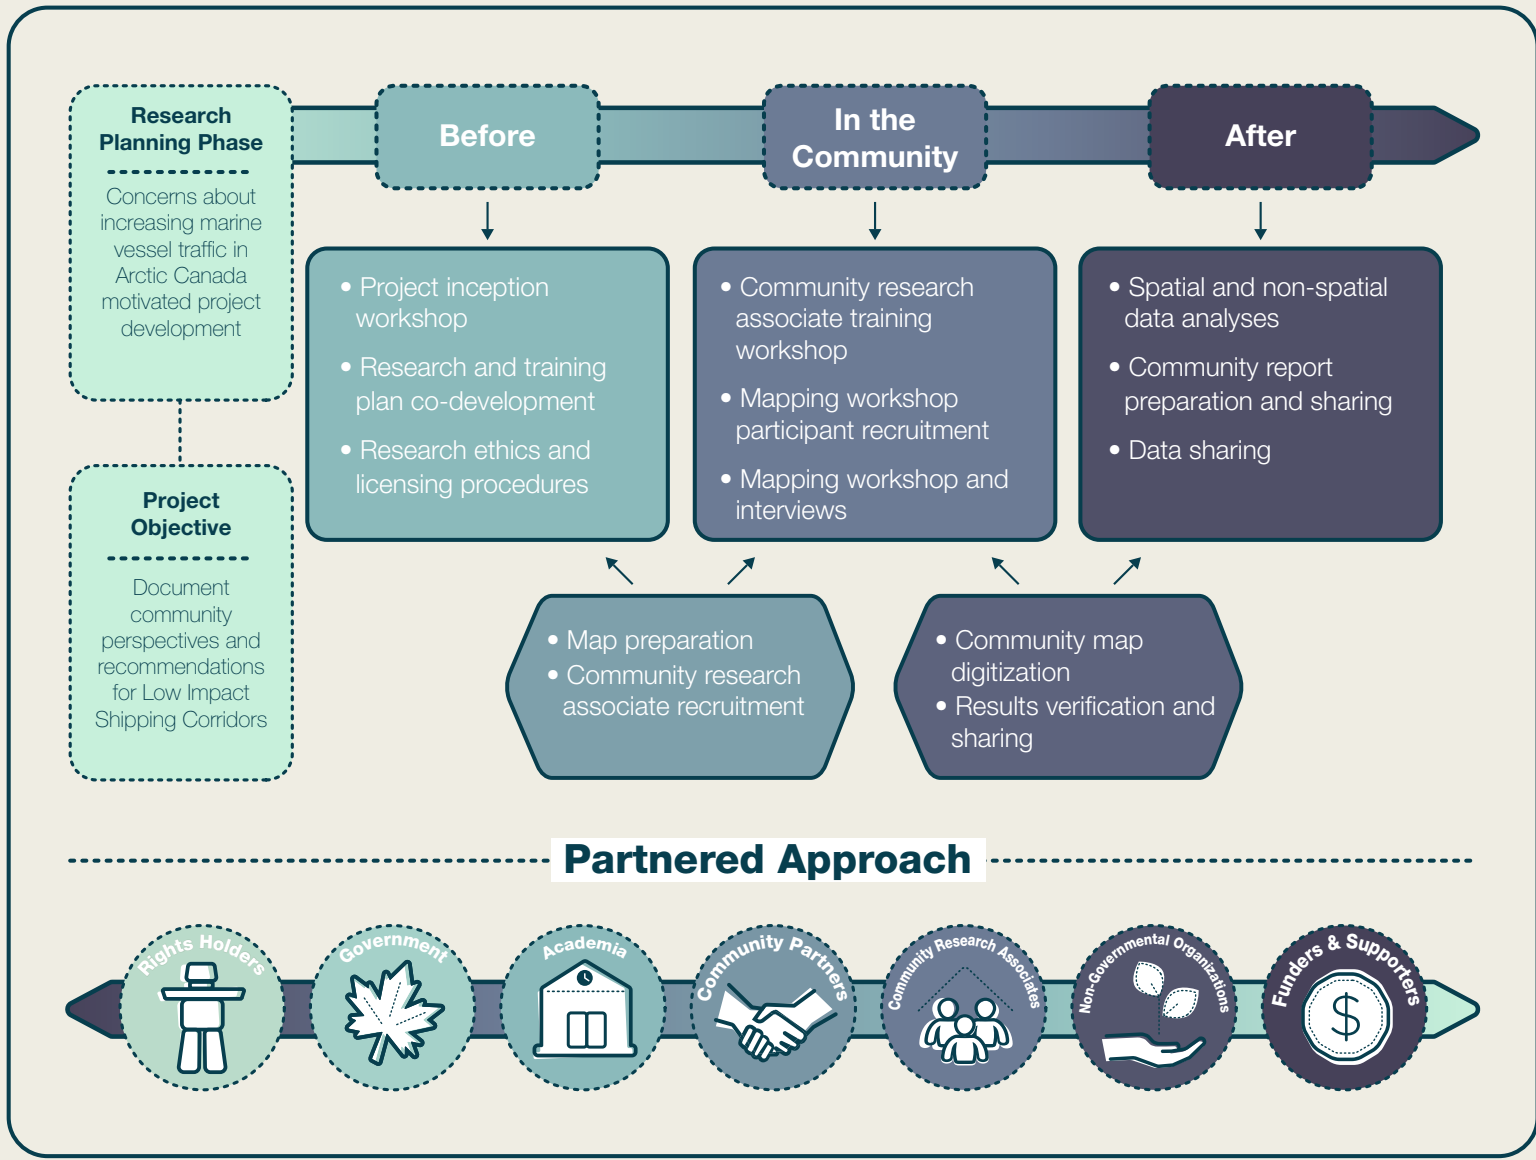 Research
Planning Phase
Concerns about
increasing marine
vessel traffic in
Arctic Canada
motivated project
development
Project
Objective
Document
community
perspectives and
recommendations
for Low Impact
Shipping Corridors
Before
• Project inception
workshop
• Research and training
plan co-development
• Research ethics and
licensing procedures
In the
Community
• Community research
associate training
workshop
• Mapping workshop
participant recruitment
• Mapping workshop and
interviews
After
• Spatial and non-spatial
data analyses
• Community report
preparation and sharing
• Data sharing
• Map preparation
• Community research
associate recruitment
• Community map
digitization
• Results verification and
sharing
Partnered Approach
Rights Holders
Government
Academia
Community Partners
Community Research Associates
Non-Governmental Organizations
Funders & Supporters
$